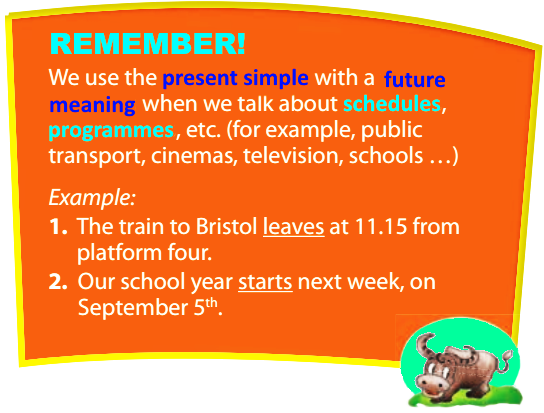 REMEMBER!
We use the present simple with a future
meaning when we talk about schedules,
programmes, etc. (for example, public
transport, cinemas, television, schools …)
Example:
1. The train to Bristol leaves at 11.15 from
platform four.
2. Our school year starts next week, on
September 5th.